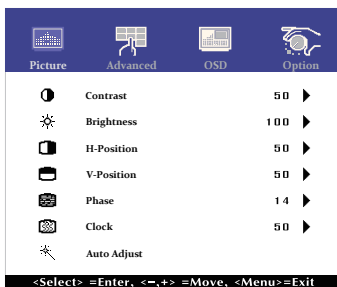 Picture Advanced OSD Option
Contrast 50
Brightness 100
H-Position 50
V-Position 50
Phase 14
Clock 50
Auto Adjust
<Select> =Enter, <–,+> =Move, <Menu>=Exit